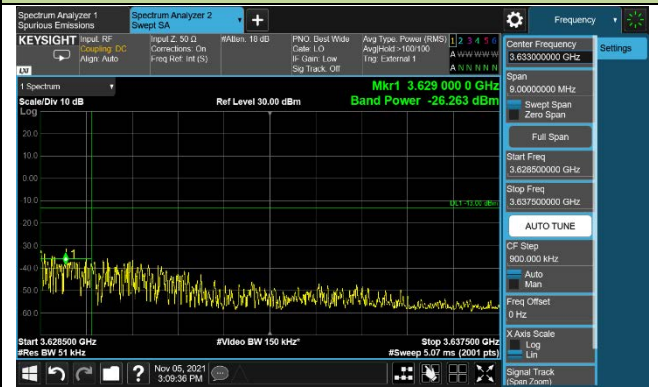 Spectrum Analyzer 1
Spurious Emissions
Spectrum Analyzer 2
Swept SA
Frequency
KEYSIGHT
Input: RF
Coupling: DC
Align: Auto
LXI
Input Z: 50 Ω
Corrections: On
Freq Ref: Int (S)
#Atten: 18 dB
PNO: Best Wide
Gate: LO
IF Gain: Low
Sig Track: Off
Avg Type: Power (RMS)
Avg|Hold:>100/100
Trig: External 1
1 2 3 4 5 6
A W W W W W
A N N N N N
Center Frequency
3.633000000 GHz
Settings
Span
9.00000000 MHz
Swept Span
Zero Span
Full Span
Start Freq
3.628500000 GHz
Stop Freq
3.637500000 GHz
AUTO TUNE
CF Step
900.000 kHz
Auto
Man
Freq Offset
0 Hz
X Axis Scale
Log
Lin
Signal Track
(Span Zoom)
1 Spectrum
Scale/Div 10 dB
Log
Ref Level 30.00 dBm
Mkr1 3.629 000 0 GHz
Band Power -26.263 dBm
20.0
10.0
0.00
-10.0
DL1 -13.00 dBm
-20.0
-30.0
1
-40.0
-50.0
-60.0
Start 3.628500 GHz
#Res BW 51 kHz
#Video BW 150 kHz*
Stop 3.637500 GHz
#Sweep 5.07 ms (2001 pts)
Nov 05, 2021
3:09:36 PM